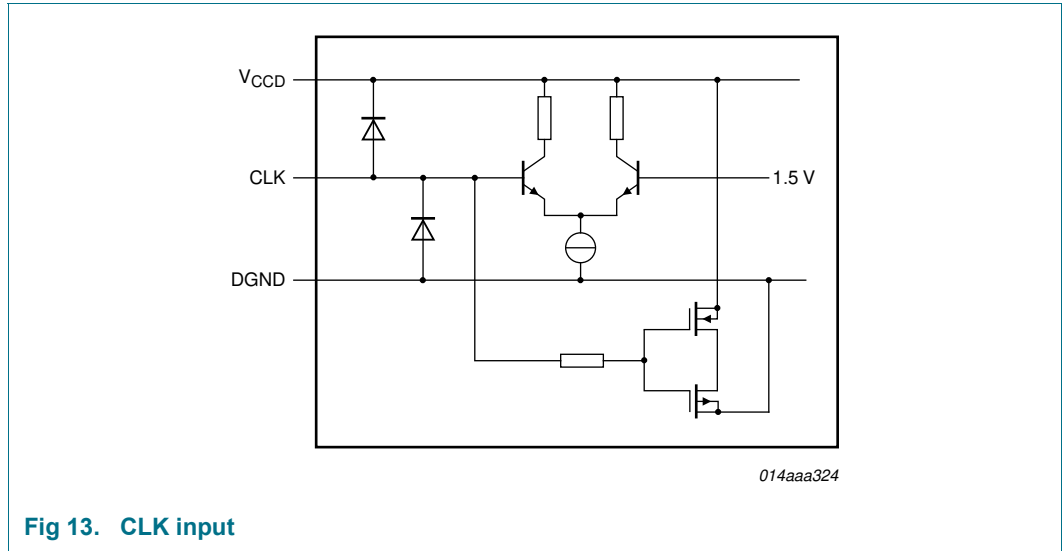 VCCD
CLK
1.5 V
DGND
014aaa324
Fig 13. CLK input